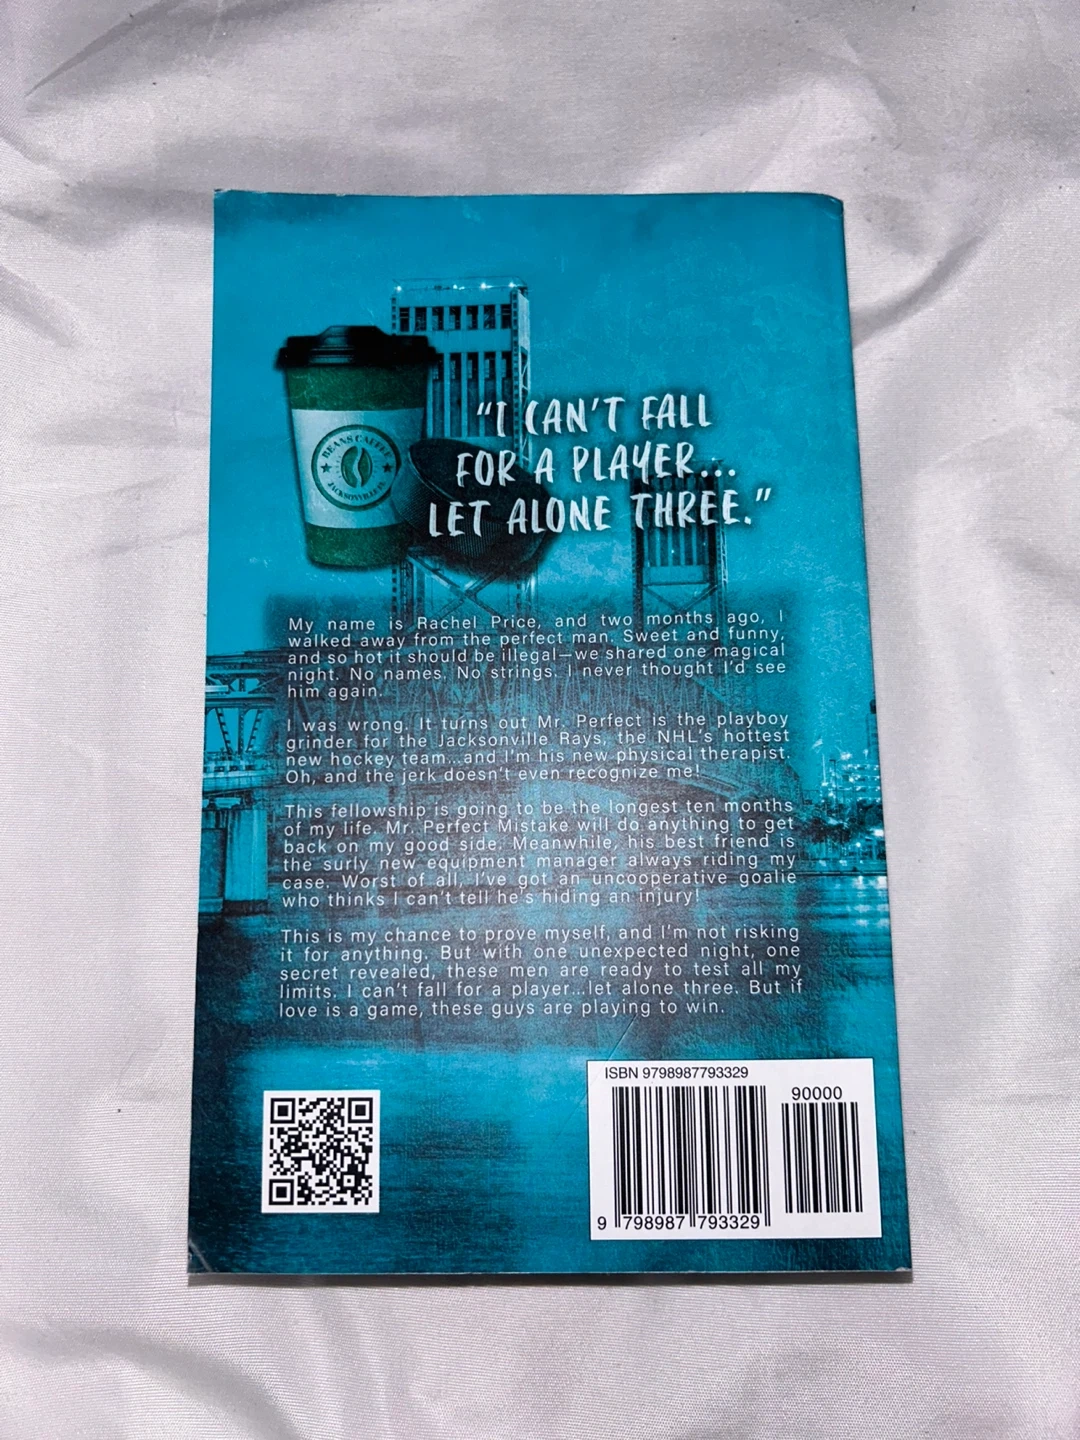 BEANS CAFFE
JACKSONVILLE, FL
“I CAN’T FALL
FOR A PLAYER...
LET ALONE THREE.”
My name is Rachel Price, and two months ago, I
walked away from the perfect man. Sweet and funny,
and so hot it should be illegal—we shared one magical
night. No names. No strings. I never thought I’d see
him again.
I was wrong. It turns out Mr. Perfect is the playboy
grinder for the Jacksonville Rays, the NHL’s hottest
new hockey team...and I’m his new physical therapist.
Oh, and the jerk doesn’t even recognize me!
This fellowship is going to be the longest ten months
of my life. Mr. Perfect Mistake will do anything to get
back on my good side. Meanwhile, his best friend is
the surly new equipment manager always riding my
case. Worst of all, I’ve got an uncooperative goalie
who thinks I can’t tell he’s hiding an injury!
This is my chance to prove myself, and I’m not risking
it for anything. But with one unexpected night, one
secret revealed, these men are ready to test all my
limits. I can’t fall for a player...let alone three. But if
love is a game, these guys are playing to win.
ISBN 9798987793329
90000
9 798987 793329